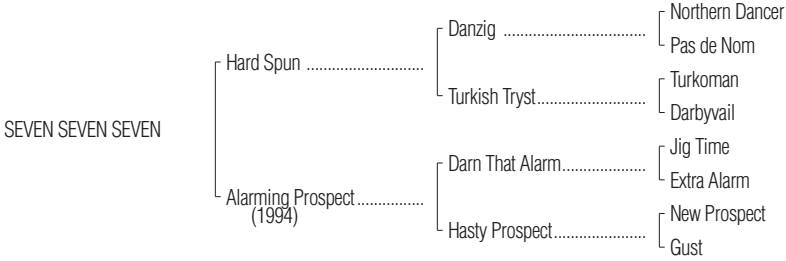 Northern Dancer
Danzig ..................................
Pas de Nom
Hard Spun ............................
Turkoman
Turkish Tryst..........................
Darbyvail
SEVEN SEVEN SEVEN
Jig Time
Darn That Alarm....................
Extra Alarm
Alarming Prospect................
(1994)
New Prospect
Hasty Prospect......................
Gust